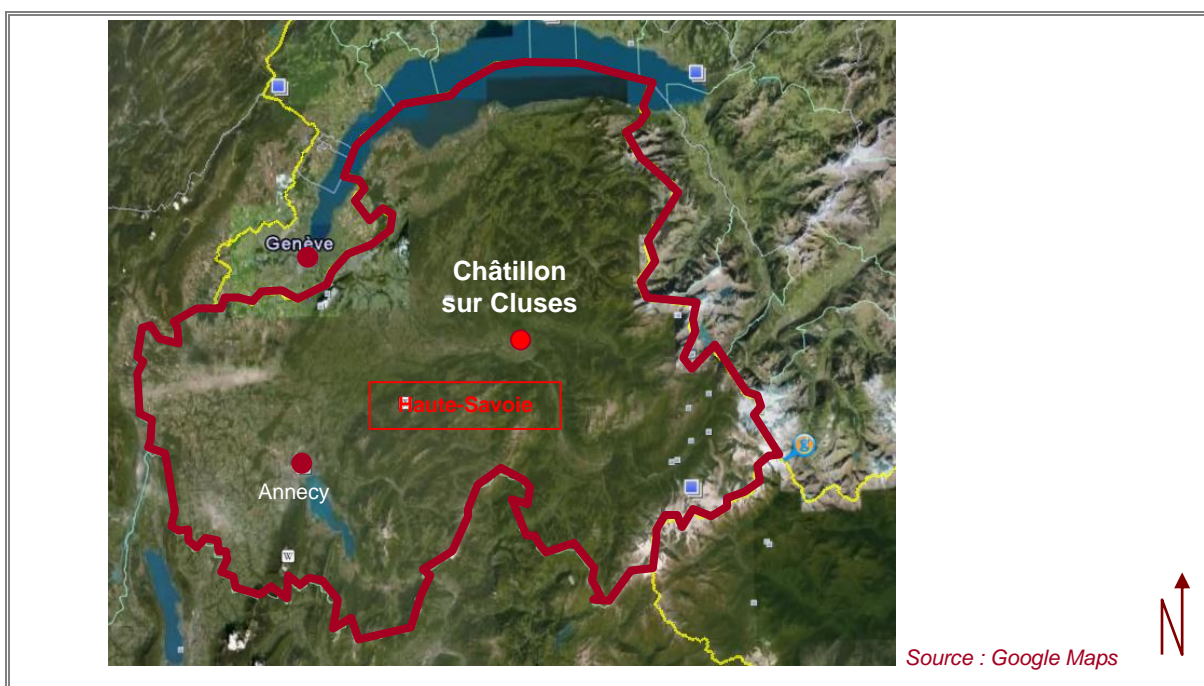 Genève
Châtillon
sur Cluses
Haute-Savoie
Annecy
W
Source : Google Maps
N